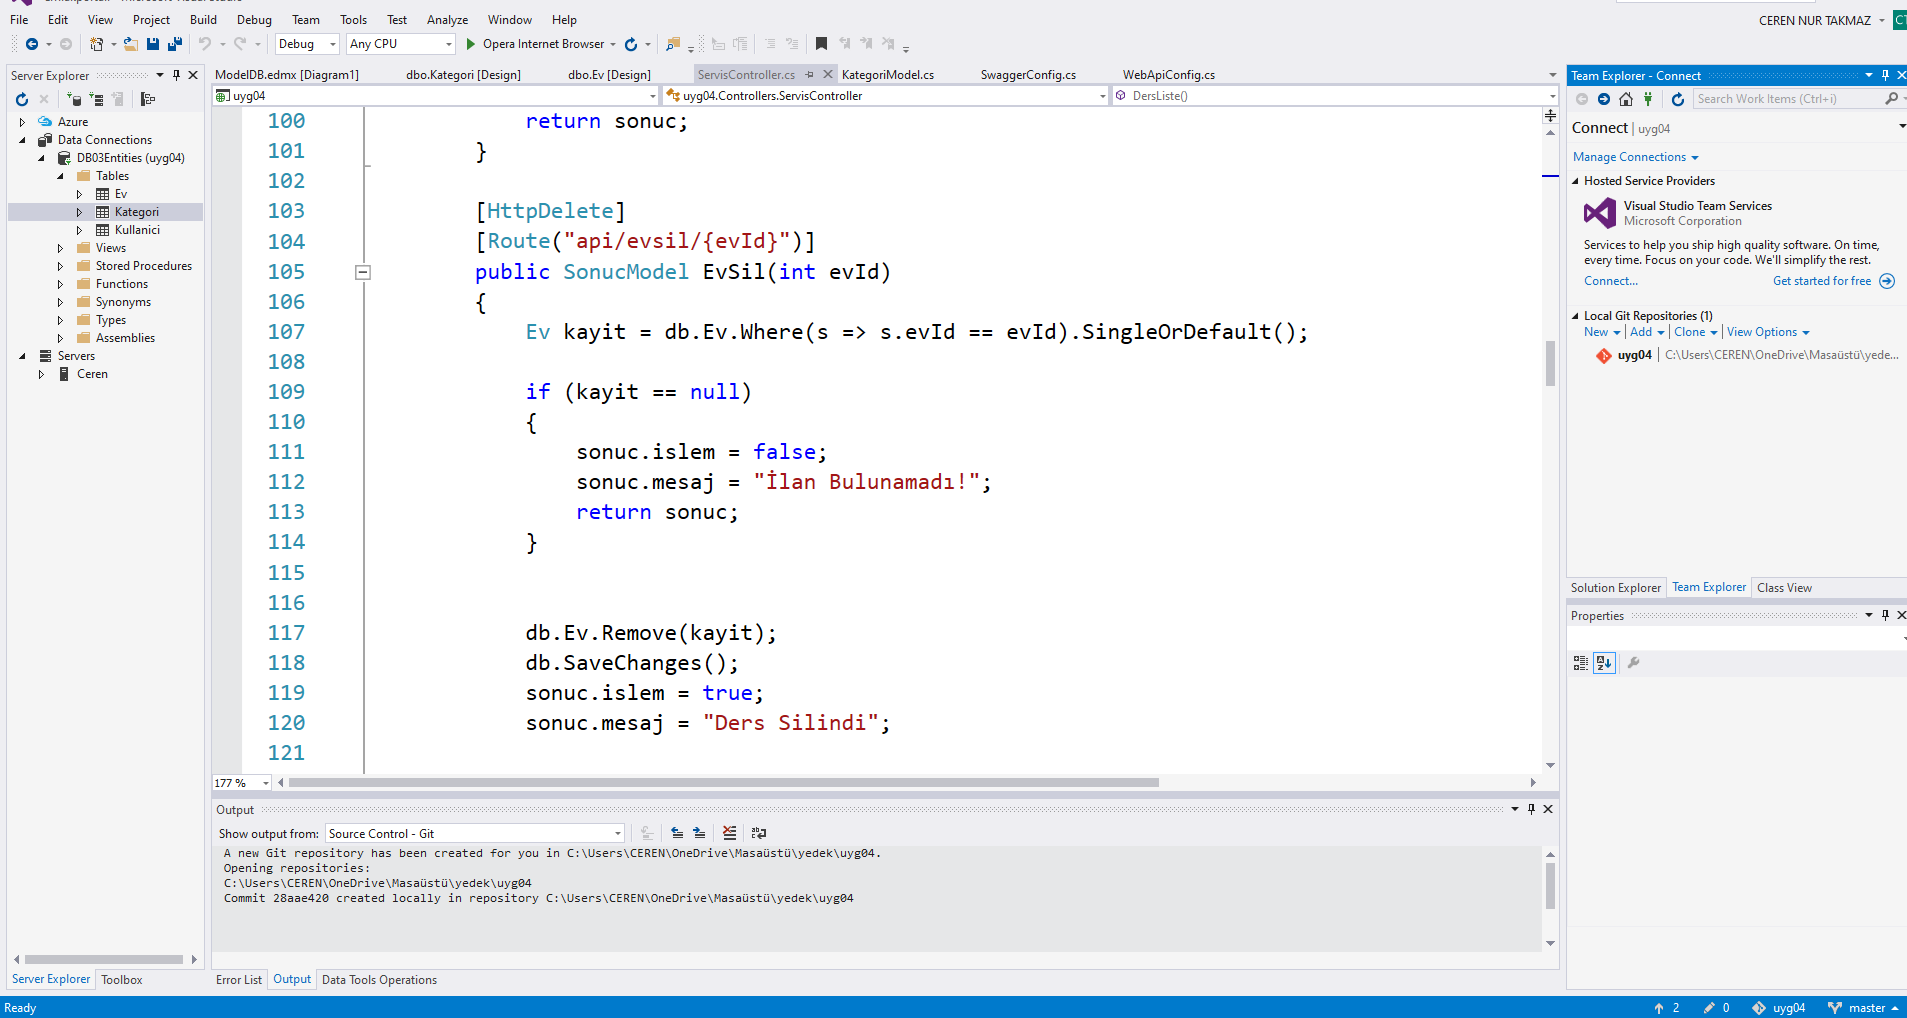 File Edit View Project Build Debug Team Tools Test Analyze Window Help
CEREN NUR TAKMAZ
Debug Any CPU Opera Internet Browser
Server Explorer
ModelDB.edmx [Diagram1] dbo.Kategori [Design] dbo.Ev [Design] ServisController.cs KategoriModel.cs SwaggerConfig.cs WebApiConfig.cs
uyg04 uyg04.Controllers.ServisController DersListe()
Azure
Data Connections
DB03Entities (uyg04)
Tables
Ev
Kategori
Kullanici
Views
Stored Procedures
Functions
Synonyms
Types
Assemblies
Servers
Ceren
Server Explorer Toolbox
100 return sonuc;
101 }
102
103 [HttpDelete]
104 [Route("api/evsil/{evId}")]
105 public SonucModel EvSil(int evId)
106 {
107 Ev kayit = db.Ev.Where(s => s.evId == evId).SingleOrDefault();
108
109 if (kayit == null)
110 {
111 sonuc.islem = false;
112 sonuc.mesaj = "İlan Bulunamadı!";
113 return sonuc;
114 }
115
116
117 db.Ev.Remove(kayit);
118 db.SaveChanges();
119 sonuc.islem = true;
120 sonuc.mesaj = "Ders Silindi";
121
177 %
Output
Show output from: Source Control - Git
A new Git repository has been created for you in C:\Users\CEREN\OneDrive\Masaüstü\yedek\uyg04.
Opening repositories:
C:\Users\CEREN\OneDrive\Masaüstü\yedek\uyg04
Commit 28aae420 created locally in repository C:\Users\CEREN\OneDrive\Masaüstü\yedek\uyg04
Error List Output Data Tools Operations
Team Explorer - Connect
Search Work Items (Ctrl+i)
Connect | uyg04
Manage Connections
Hosted Service Providers
Visual Studio Team Services
Microsoft Corporation
Services to help you ship high quality software. On time,
every time. Focus on your code. We'll simplify the rest.
Connect... Get started for free
Local Git Repositories (1)
New | Add | Clone | View Options
uyg04 | C:\Users\CEREN\OneDrive\Masaüstü\yede...
Solution Explorer Team Explorer Class View
Properties
Ready 2 0 uyg04 master